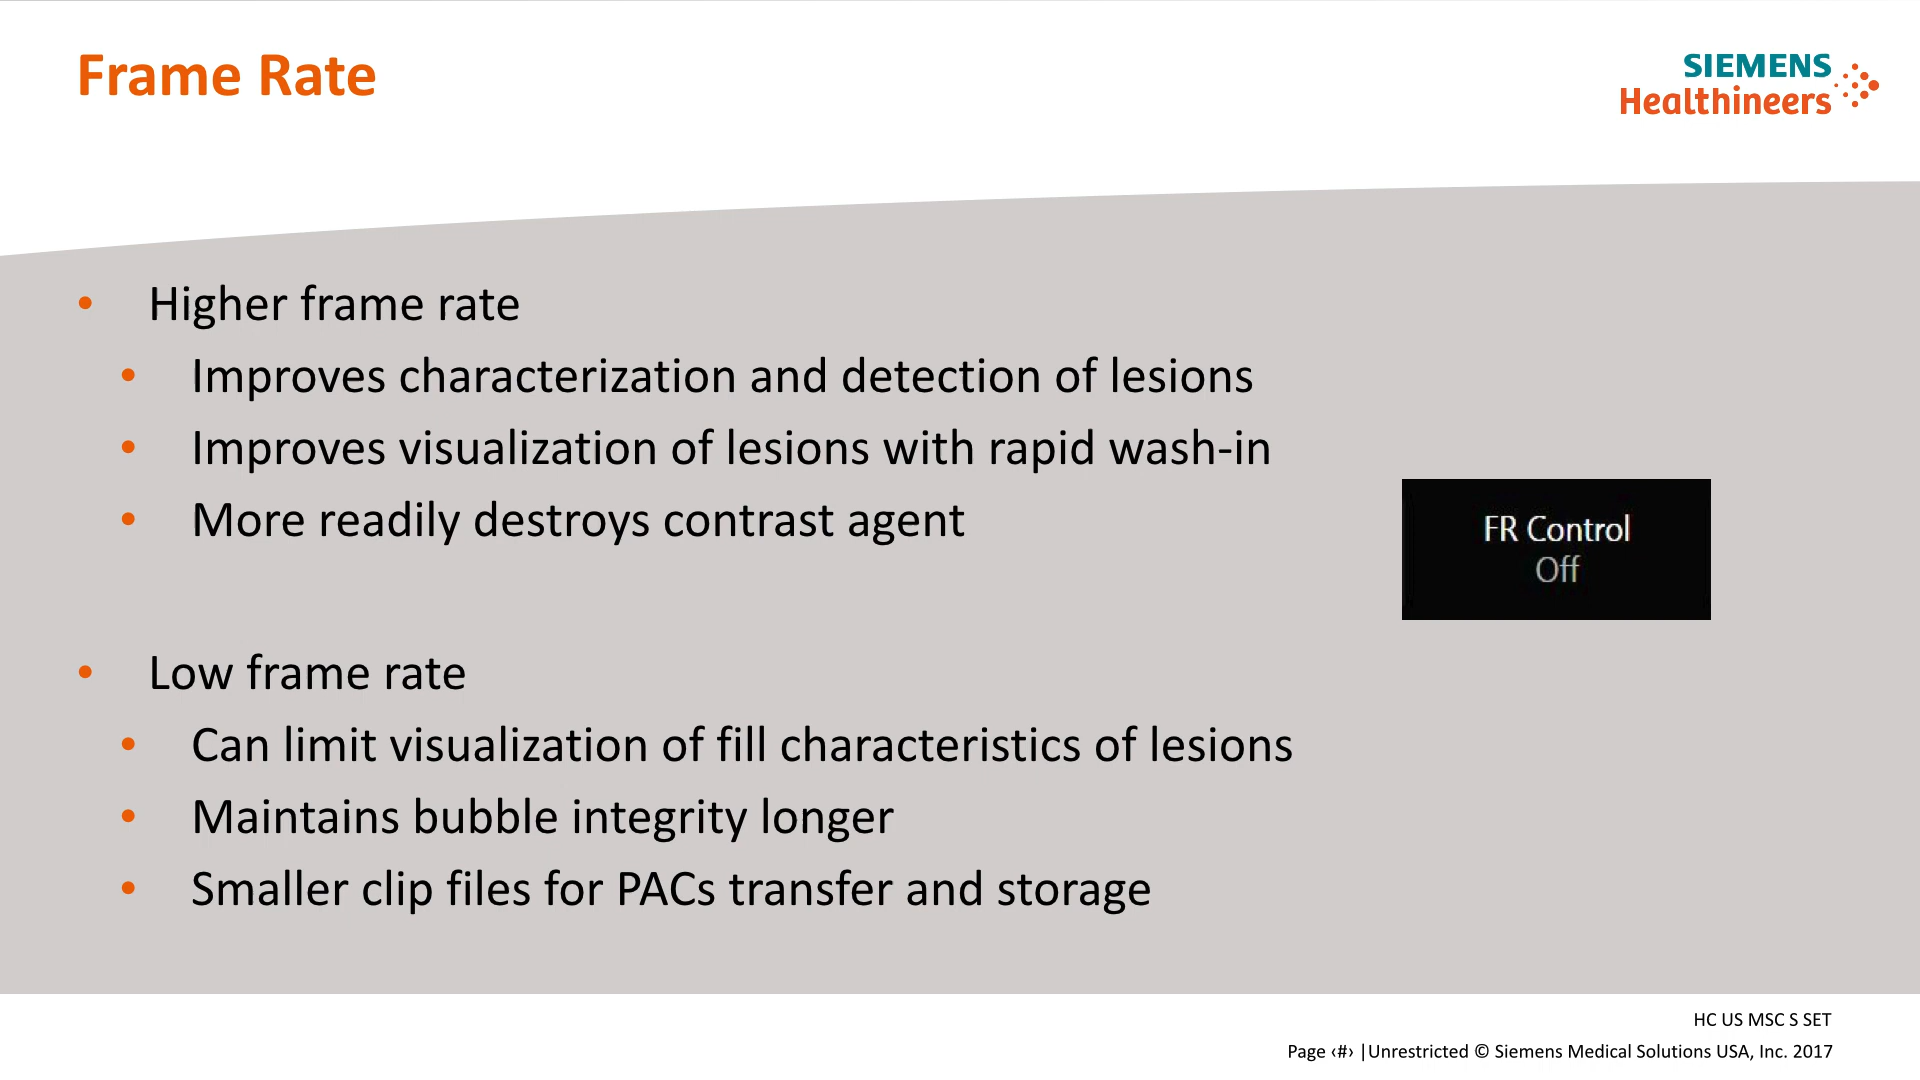 Frame Rate
SIEMENS
Healthineers
• Higher frame rate
• Improves characterization and detection of lesions
• Improves visualization of lesions with rapid wash-in
• More readily destroys contrast agent
FR Control
Off
• Low frame rate
• Can limit visualization of fill characteristics of lesions
• Maintains bubble integrity longer
• Smaller clip files for PACs transfer and storage
HC US MSC S SET
Page ‹#› |Unrestricted © Siemens Medical Solutions USA, Inc. 2017